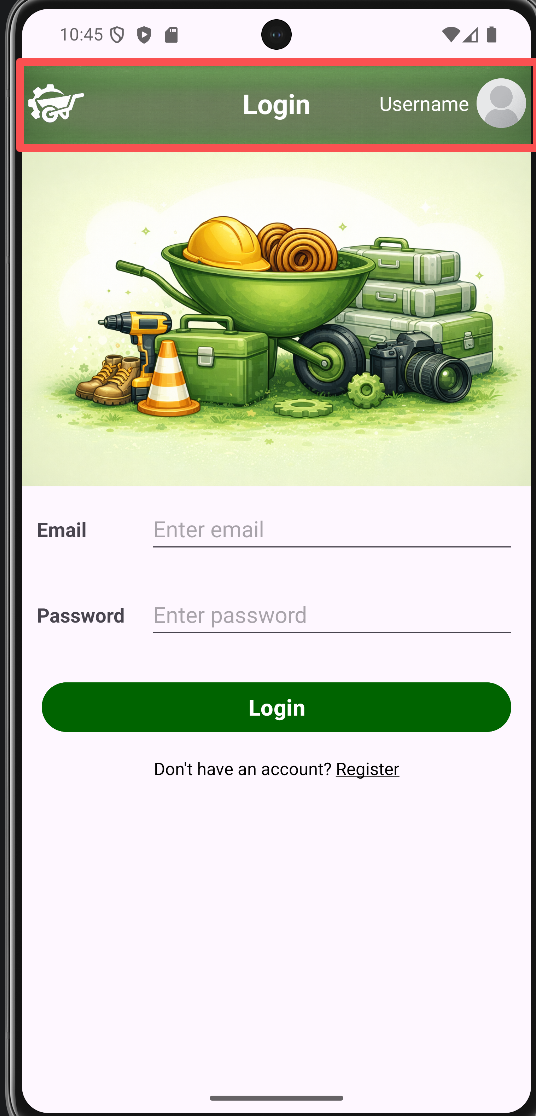 10:45
Login Username
Email Enter email
Password Enter password
Login
Don't have an account? Register